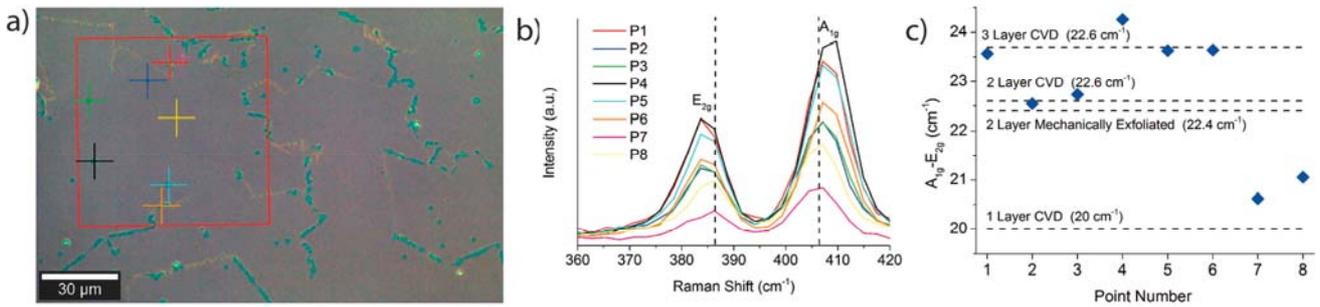 a)
30 µm
b)
Intensity (a.u.)
P1
P2
P3
P4
P5
P6
P7
P8
E2g
A1g
360 370 380 390 400 410 420
Raman Shift (cm⁻¹)
c)
A1g-E2g (cm⁻¹)
24
23
22
21
20
3 Layer CVD (22.6 cm⁻¹)
2 Layer CVD (22.6 cm⁻¹)
2 Layer Mechanically Exfoliated (22.4 cm⁻¹)
1 Layer CVD (20 cm⁻¹)
1 2 3 4 5 6 7 8
Point Number